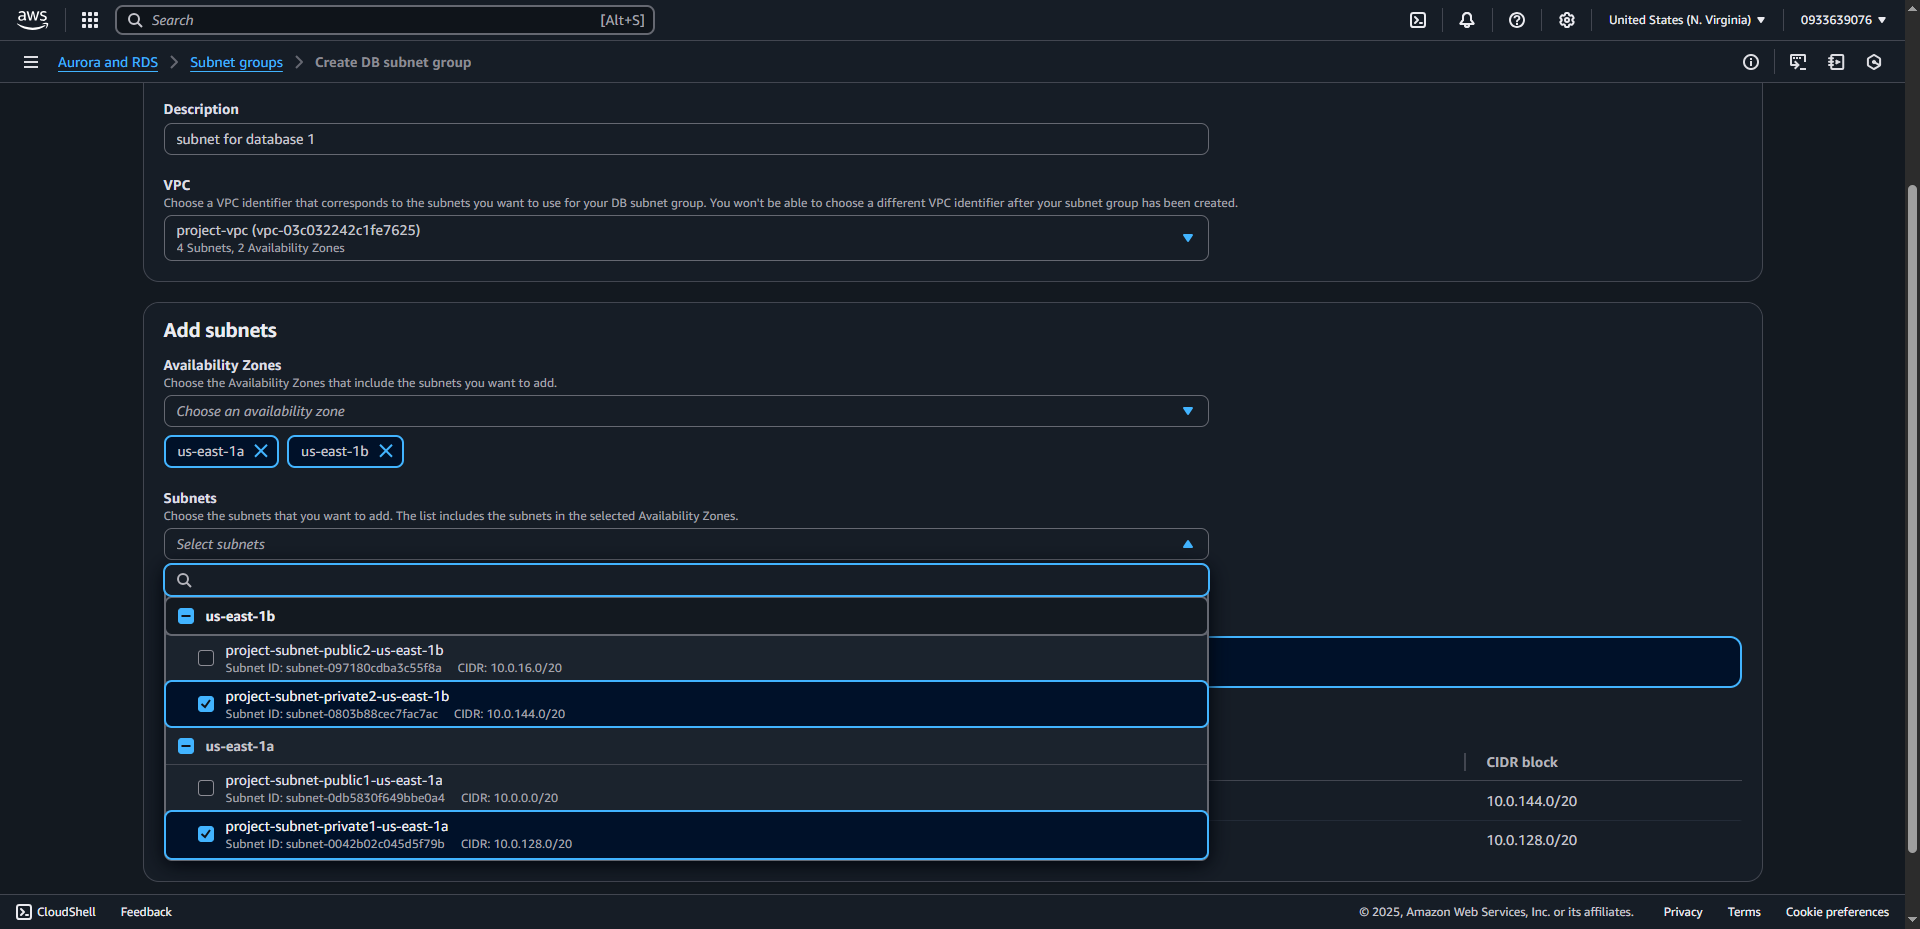 aws
Search [Alt+S]
United States (N. Virginia)
0933639076
Aurora and RDS
Subnet groups
Create DB subnet group
Description
subnet for database 1
VPC
Choose a VPC identifier that corresponds to the subnets you want to use for your DB subnet group. You won't be able to choose a different VPC identifier after your subnet group has been created.
project-vpc (vpc-03c032242c1fe7625)
4 Subnets, 2 Availability Zones
Add subnets
Availability Zones
Choose the Availability Zones that include the subnets you want to add.
Choose an availability zone
us-east-1a
us-east-1b
Subnets
Choose the subnets that you want to add. The list includes the subnets in the selected Availability Zones.
Select subnets
us-east-1b
project-subnet-public2-us-east-1b
Subnet ID: subnet-097180cdba3c55f8a CIDR: 10.0.16.0/20
project-subnet-private2-us-east-1b
Subnet ID: subnet-0803b88cec7fac7ac CIDR: 10.0.144.0/20
us-east-1a
project-subnet-public1-us-east-1a
Subnet ID: subnet-0db5830f649bbe0a4 CIDR: 10.0.0.0/20
project-subnet-private1-us-east-1a
Subnet ID: subnet-0042b02c045d5f79b CIDR: 10.0.128.0/20
CIDR block
10.0.144.0/20
10.0.128.0/20
CloudShell
Feedback
© 2025, Amazon Web Services, Inc. or its affiliates.
Privacy
Terms
Cookie preferences